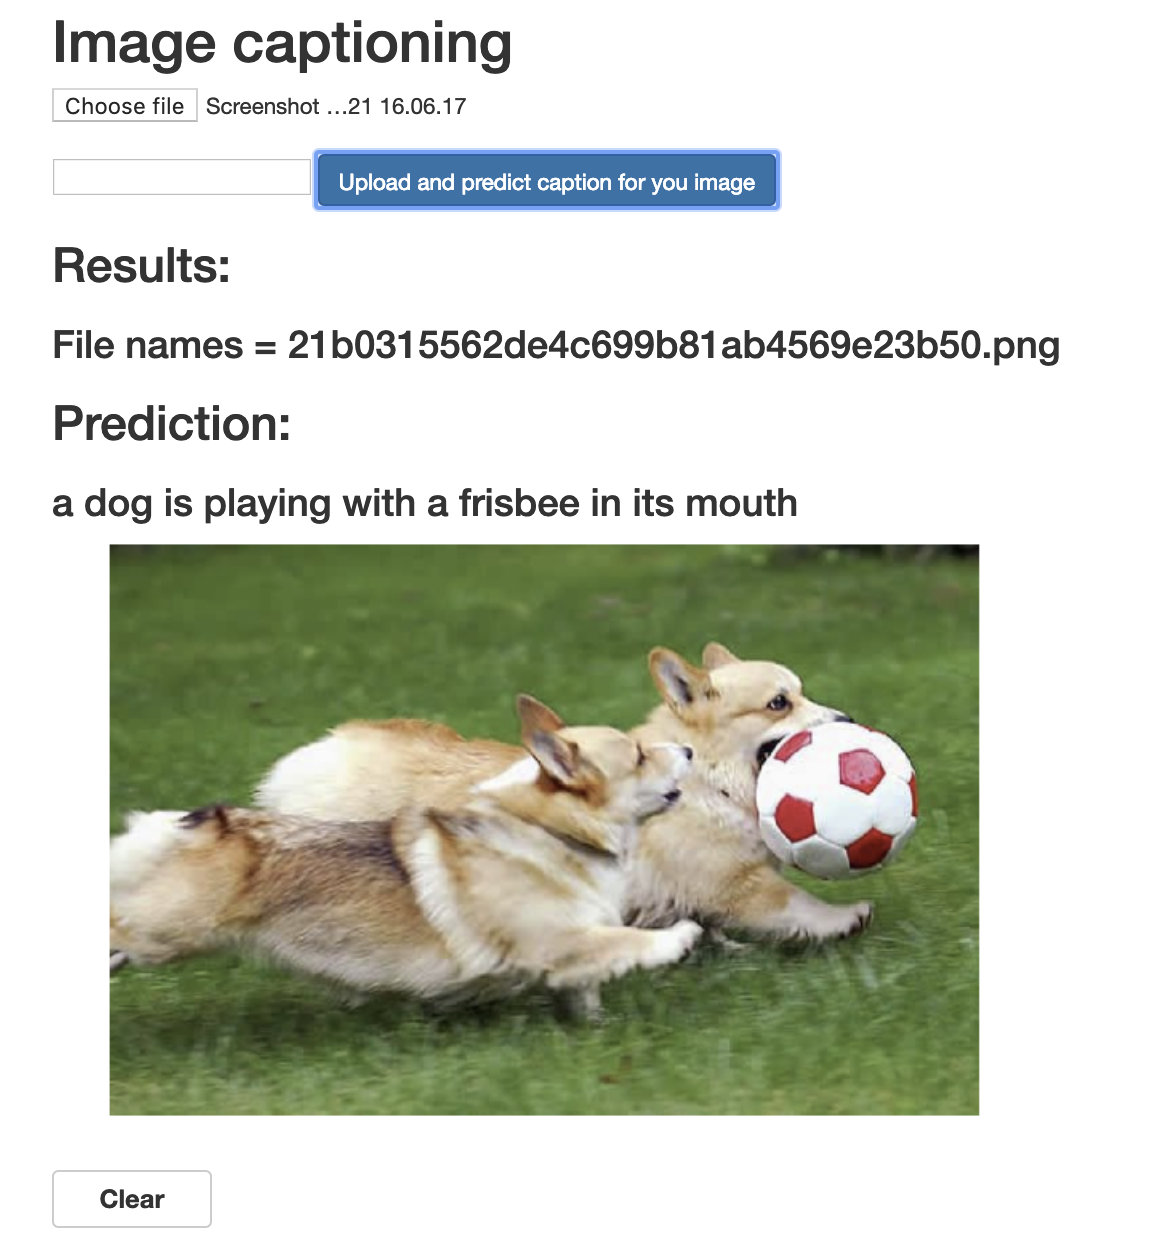 Image captioning
Choose file Screenshot ...21 16.06.17
Upload and predict caption for you image
Results:
File names = 21b0315562de4c699b81ab4569e23b50.png
Prediction:
a dog is playing with a frisbee in its mouth
Clear